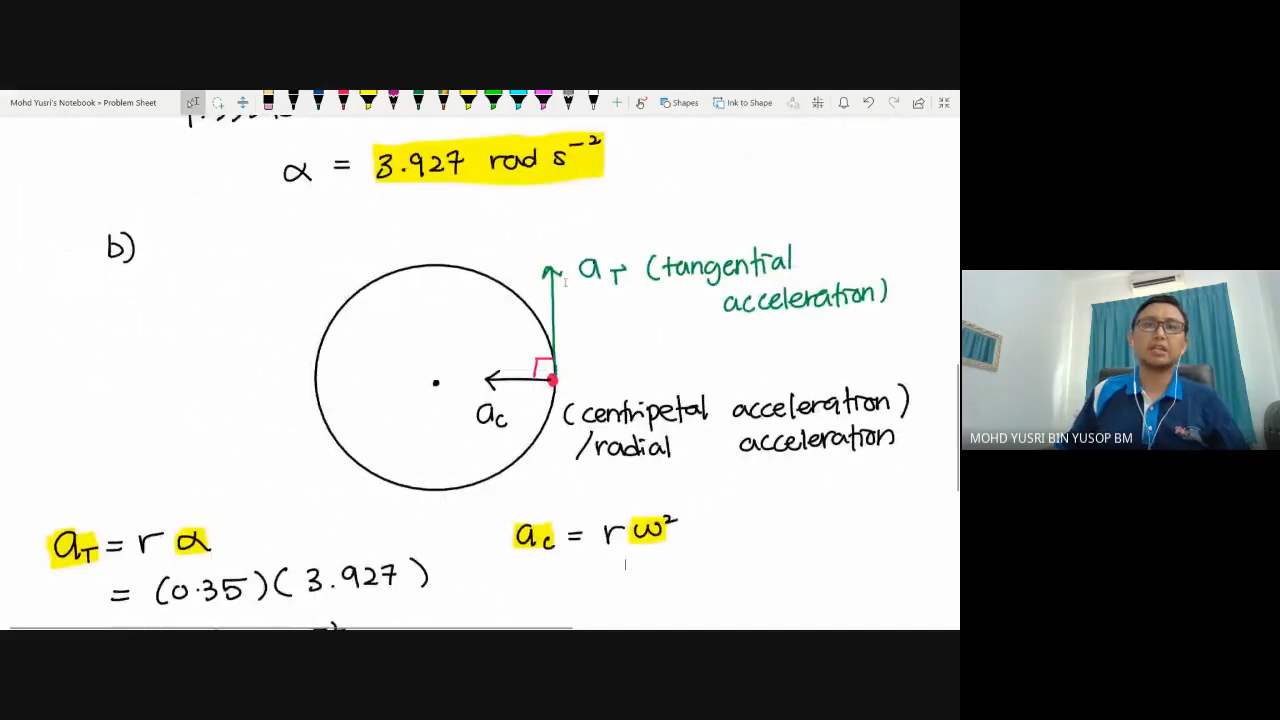 Mohd Yusri's Notebook » Problem Sheet
Shapes
Ink to Shape
α = 3.927 rad s⁻²
b)
a_T (tangential
acceleration)
a_c (centripetal acceleration)
/radial acceleration
MOHD YUSRI BIN YUSOP BM
a_T = r α
a_c = r ω²
= (0.35)(3.927)